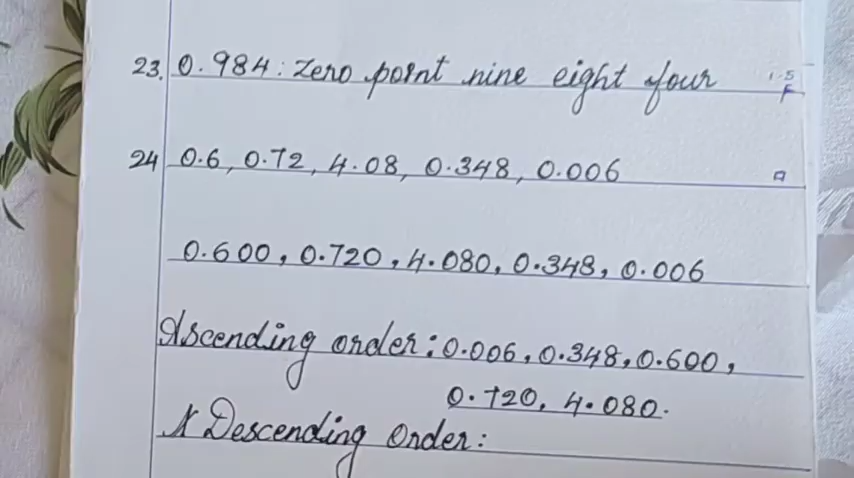 23. 0.984 : Zero point nine eight four
24 0.6, 0.72, 4.08, 0.348, 0.006
0.600, 0.720, 4.080, 0.348, 0.006
Ascending order: 0.006, 0.348, 0.600,
0.720, 4.080.
Descending Order: